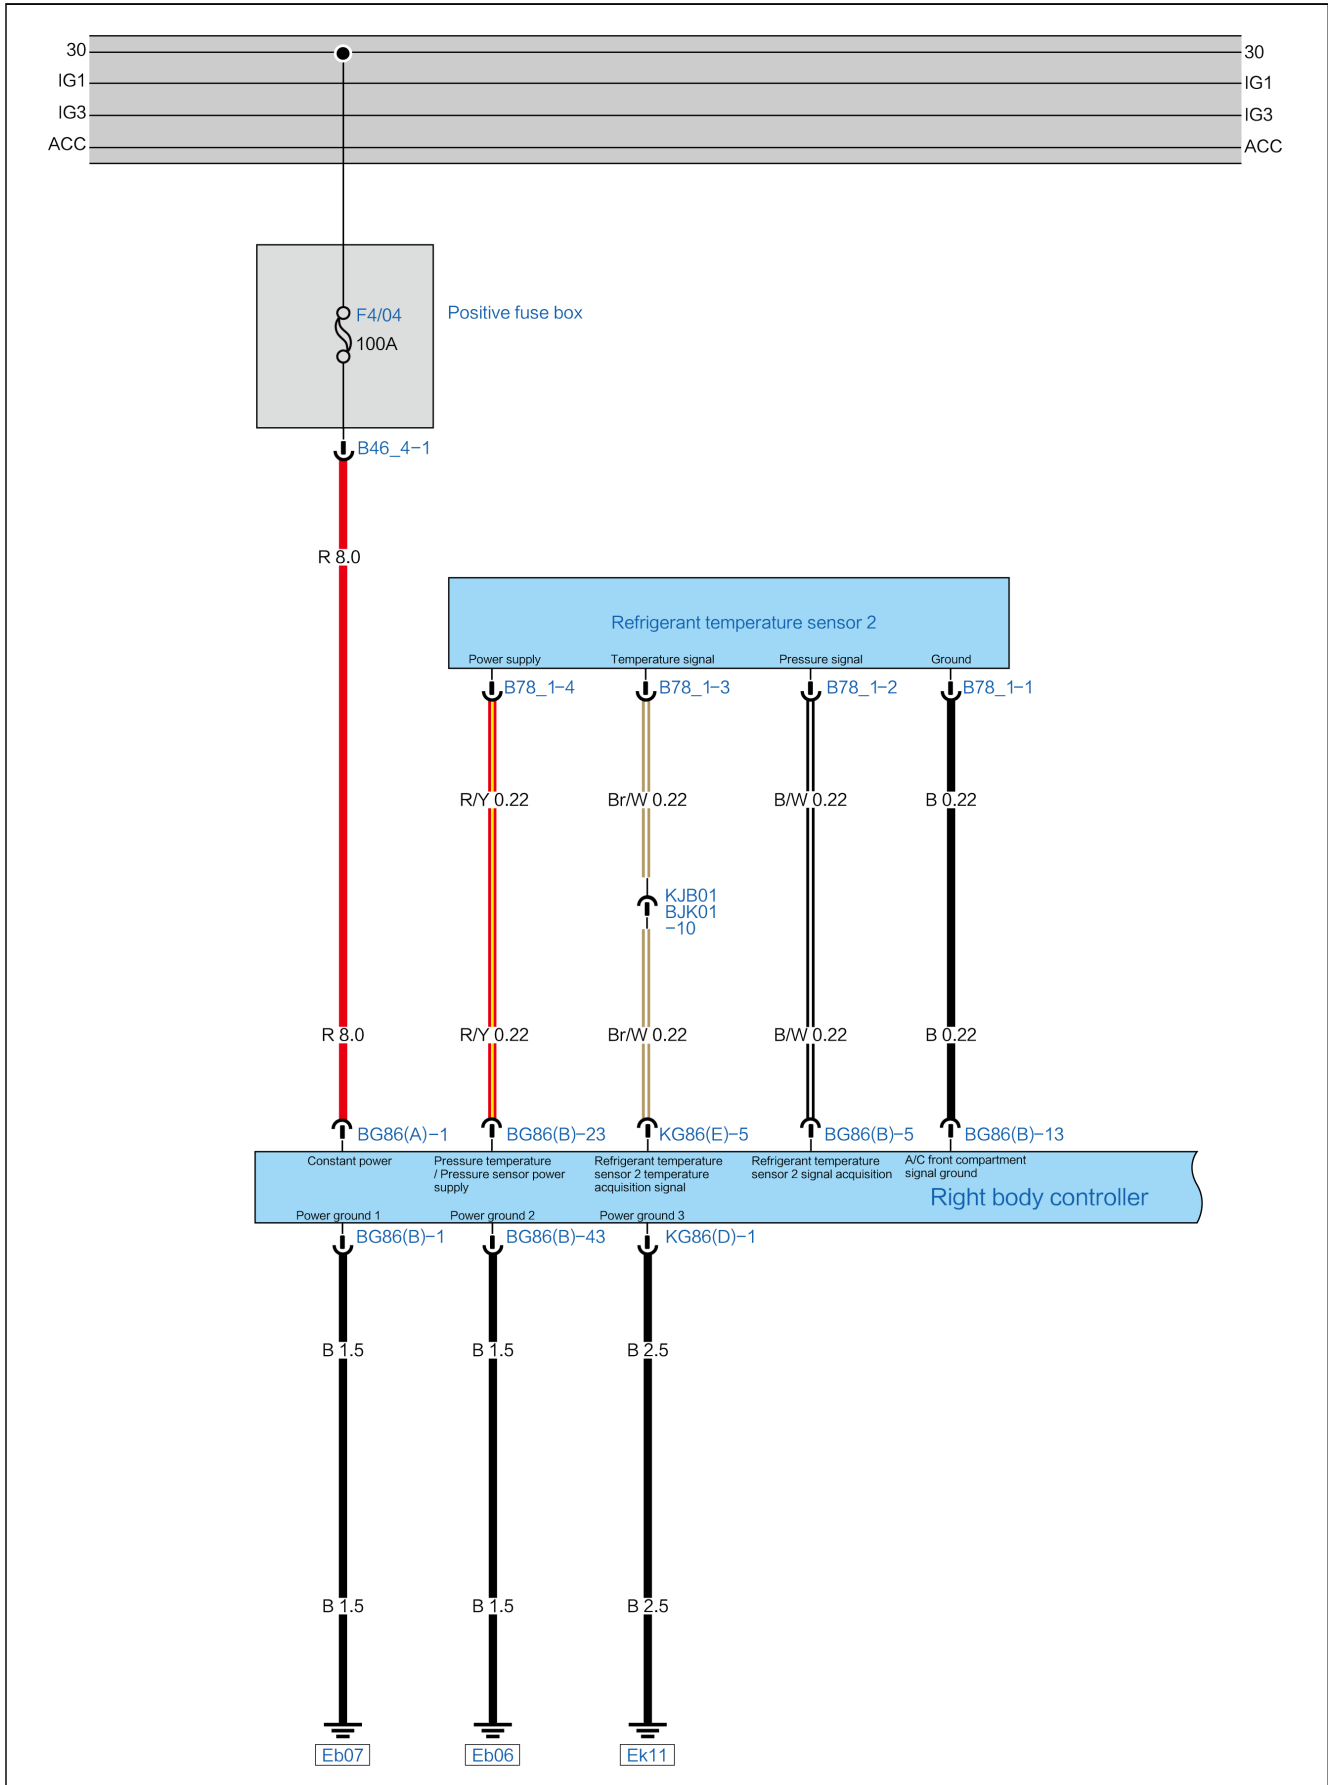 30
30
IG1
IG1
IG3
IG3
ACC
ACC
F4/04
100A
Positive fuse box
B46_4-1
R 8.0
Refrigerant temperature sensor 2
Power supply
Temperature signal
Pressure signal
Ground
B78_1-4
B78_1-3
B78_1-2
B78_1-1
R/Y 0.22
Br/W 0.22
B/W 0.22
B 0.22
KJB01
BJK01
-10
R 8.0
R/Y 0.22
Br/W 0.22
B/W 0.22
B 0.22
BG86(A)-1
BG86(B)-23
KG86(E)-5
BG86(B)-5
BG86(B)-13
Constant power
Pressure temperature
/ Pressure sensor power
supply
Refrigerant temperature
sensor 2 temperature
acquisition signal
Refrigerant temperature
sensor 2 signal acquisition
A/C front compartment
signal ground
Right body controller
Power ground 1
Power ground 2
Power ground 3
BG86(B)-1
BG86(B)-43
KG86(D)-1
B 1.5
B 1.5
B 2.5
B 1.5
B 1.5
B 2.5
Eb07
Eb06
Ek11